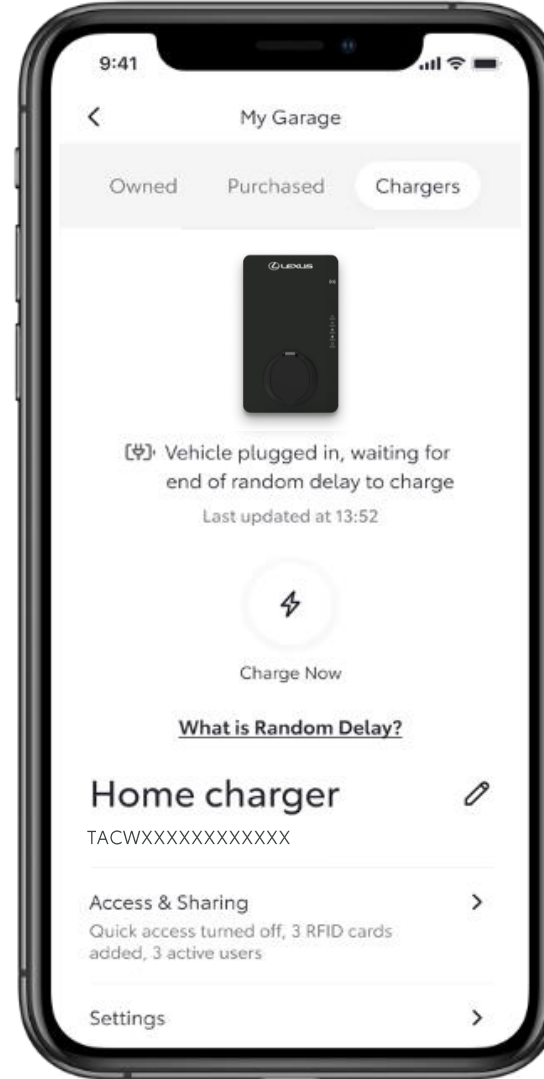 9:41
My Garage
Owned Purchased Chargers
LEXUS
Vehicle plugged in, waiting for
end of random delay to charge
Last updated at 13:52
Charge Now
What is Random Delay?
Home charger
TACWXXXXXXXXXXXXX
Access & Sharing
Quick access turned off, 3 RFID cards
added, 3 active users
Settings